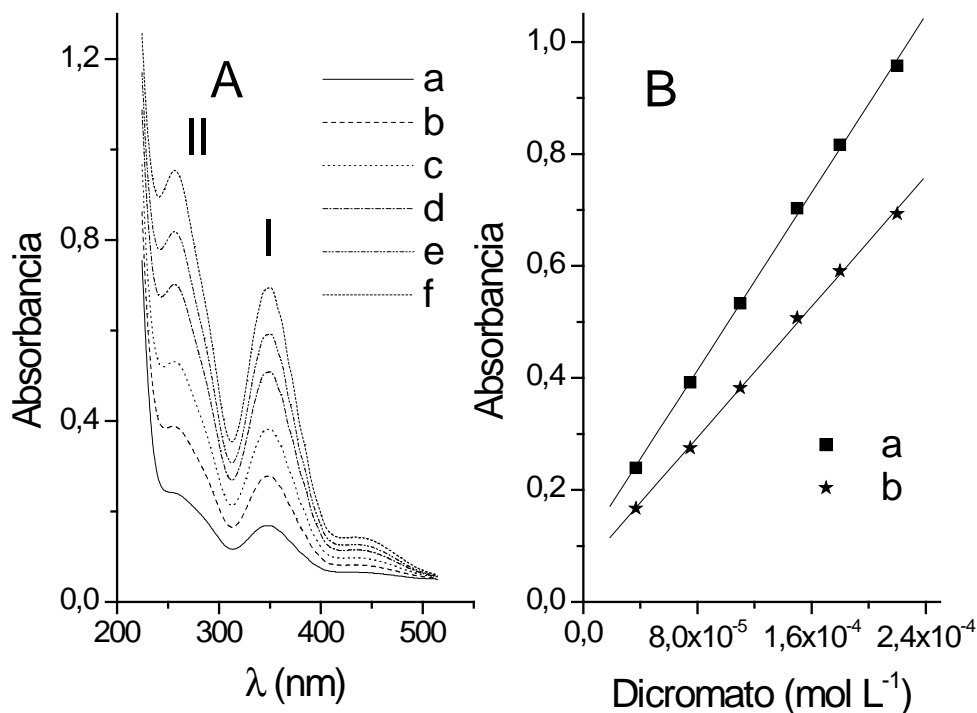 A
II
I
a
b
c
d
e
f
Absorbancia
1,2
0,8
0,4
0,0
200 300 400 500
λ (nm)
B
a
b
Absorbancia
1,0
0,8
0,6
0,4
0,2
0,0
0,0 8,0x10⁻⁵ 1,6x10⁻⁴ 2,4x10⁻⁴
Dicromato (mol L⁻¹)